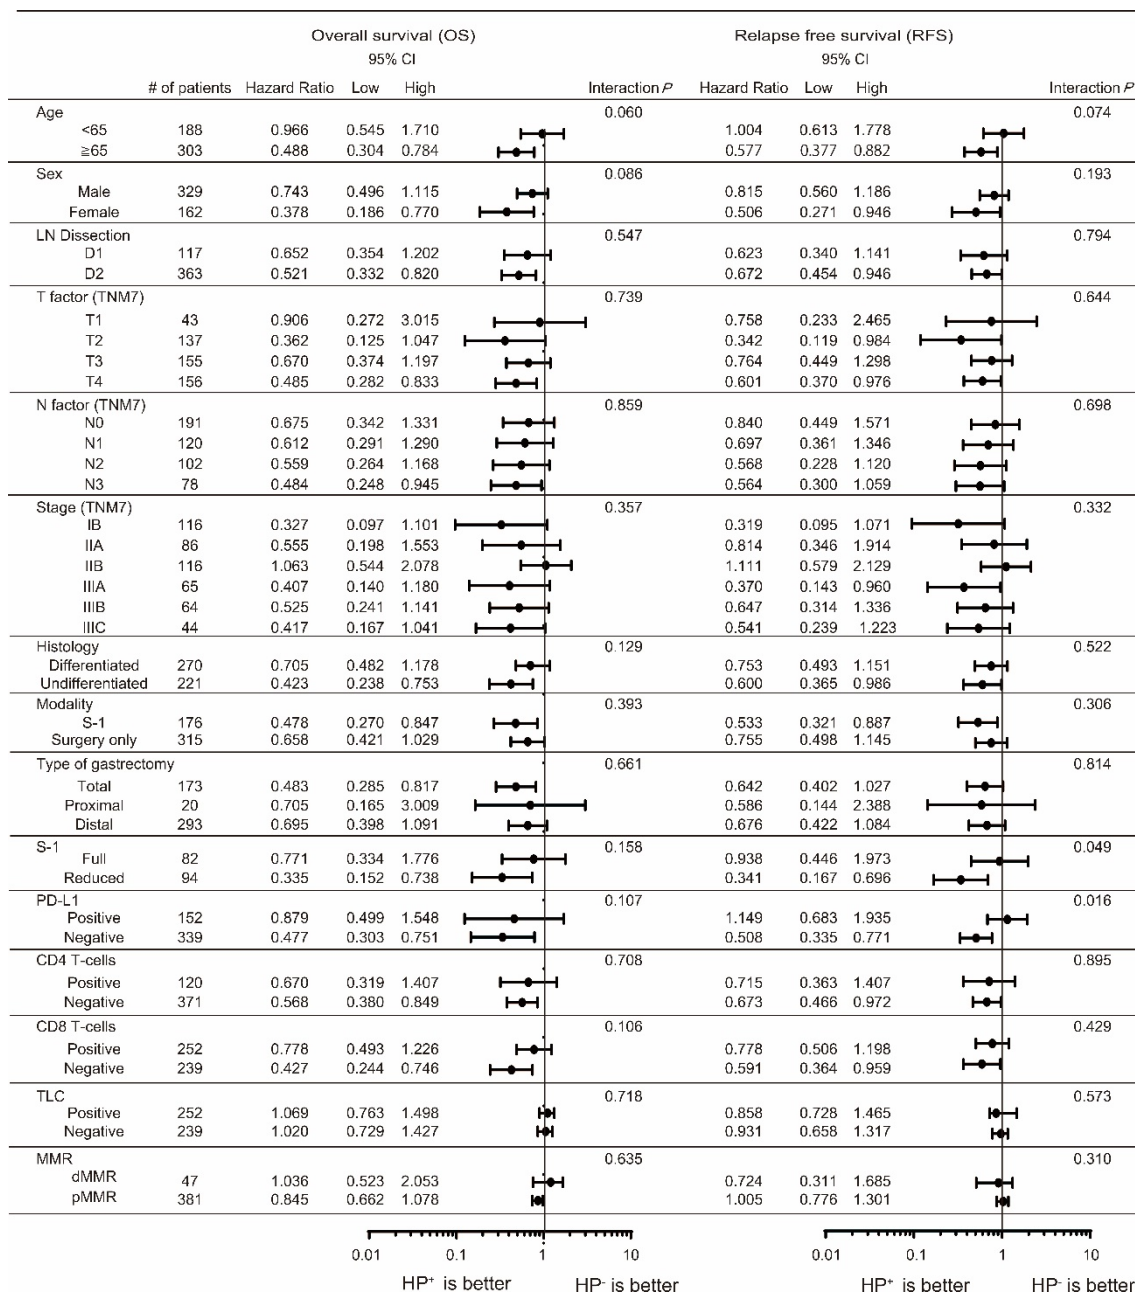 Overall survival (OS) Relapse free survival (RFS)
95% CI 95% CI
# of patients Hazard Ratio Low High Interaction P Hazard Ratio Low High Interaction P
Age 0.060 0.074
<65 188 0.966 0.545 1.710 1.004 0.613 1.778
≧65 303 0.488 0.304 0.784 0.577 0.377 0.882
Sex 0.086 0.193
Male 329 0.743 0.496 1.115 0.815 0.560 1.186
Female 162 0.378 0.186 0.770 0.506 0.271 0.946
LN Dissection 0.547 0.794
D1 117 0.652 0.354 1.202 0.623 0.340 1.141
D2 363 0.521 0.332 0.820 0.672 0.454 0.946
T factor (TNM7) 0.739 0.644
T1 43 0.906 0.272 3.015 0.758 0.233 2.465
T2 137 0.362 0.125 1.047 0.342 0.119 0.984
T3 155 0.670 0.374 1.197 0.764 0.449 1.298
T4 156 0.485 0.282 0.833 0.601 0.370 0.976
N factor (TNM7) 0.859 0.698
N0 191 0.675 0.342 1.331 0.840 0.449 1.571
N1 120 0.612 0.291 1.290 0.697 0.361 1.346
N2 102 0.559 0.264 1.168 0.568 0.228 1.120
N3 78 0.484 0.248 0.945 0.564 0.300 1.059
Stage (TNM7) 0.357 0.332
IB 116 0.327 0.097 1.101 0.319 0.095 1.071
IIA 86 0.555 0.198 1.553 0.814 0.346 1.914
IIB 116 1.063 0.544 2.078 1.111 0.579 2.129
IIIA 65 0.407 0.140 1.180 0.370 0.143 0.960
IIIB 64 0.525 0.241 1.141 0.647 0.314 1.336
IIIC 44 0.417 0.167 1.041 0.541 0.239 1.223
Histology 0.129 0.522
Differentiated 270 0.705 0.482 1.178 0.753 0.493 1.151
Undifferentiated 221 0.423 0.238 0.753 0.600 0.365 0.986
Modality 0.393 0.306
S-1 176 0.478 0.270 0.847 0.533 0.321 0.887
Surgery only 315 0.658 0.421 1.029 0.755 0.498 1.145
Type of gastrectomy 0.661 0.814
Total 173 0.483 0.285 0.817 0.642 0.402 1.027
Proximal 20 0.705 0.165 3.009 0.586 0.144 2.388
Distal 293 0.695 0.398 1.091 0.676 0.422 1.084
S-1 0.158 0.049
Full 82 0.771 0.334 1.776 0.938 0.446 1.973
Reduced 94 0.335 0.152 0.738 0.341 0.167 0.696
PD-L1 0.107 0.016
Positive 152 0.879 0.499 1.548 1.149 0.683 1.935
Negative 339 0.477 0.303 0.751 0.508 0.335 0.771
CD4 T-cells 0.708 0.895
Positive 120 0.670 0.319 1.407 0.715 0.363 1.407
Negative 371 0.568 0.380 0.849 0.673 0.466 0.972
CD8 T-cells 0.106 0.429
Positive 252 0.778 0.493 1.226 0.778 0.506 1.198
Negative 239 0.427 0.244 0.746 0.591 0.364 0.959
TLC 0.718 0.573
Positive 252 1.069 0.763 1.498 0.858 0.728 1.465
Negative 239 1.020 0.729 1.427 0.931 0.658 1.317
MMR 0.635 0.310
dMMR 47 1.036 0.523 2.053 0.724 0.311 1.685
pMMR 381 0.845 0.662 1.078 1.005 0.776 1.301
0.01 0.1 1 10 0.01 0.1 1 10
HP⁺ is better HP⁻ is better HP⁺ is better HP⁻ is better